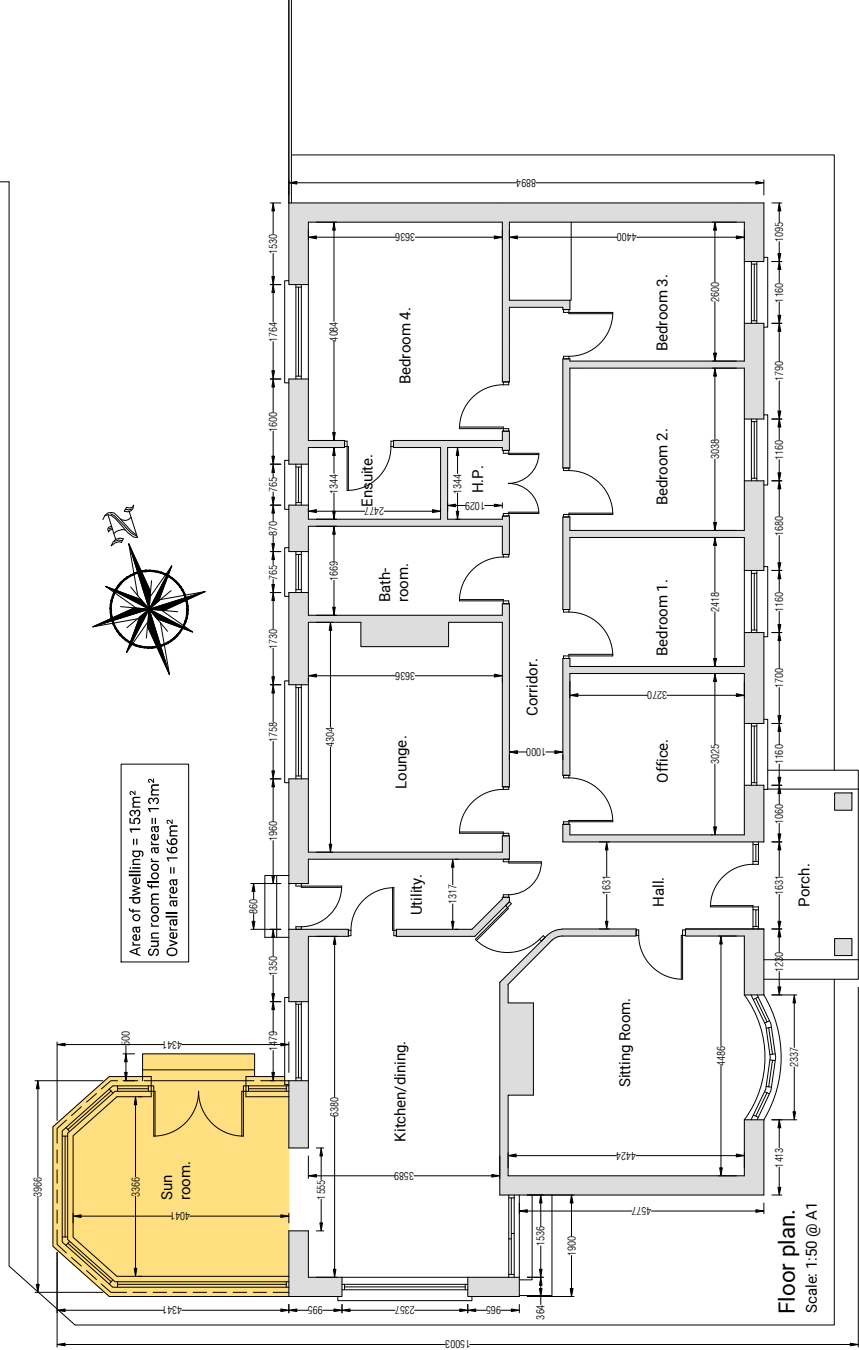 8894
1530
1764
1600
765
870
765
1730
1758
1960
860
1350
1479
4341
600
3966
3366
4041
Sun
room.
4341
995
2357
965
364
15003
N
Area of dwelling = 153m²
Sun room floor area= 13m²
Overall area = 166m²
3636
4084
Bedroom 4.
4400
2600
Bedroom 3.
1344
Ensuite.
2477
1344
H.P.
1029
3038
Bedroom 2.
1669
Bath-
room.
2418
Bedroom 1.
3636
4304
Lounge.
Corridor.
1000
3270
3025
Office.
1317
Utility.
1631
Hall.
Porch.
6380
Kitchen/dining.
3589
1555
4486
Sitting Room.
4424
4577
1536
1900
1095
1160
1790
1160
1680
1160
1700
1160
1060
1631
1230
2337
1413
Floor plan.
Scale: 1:50 @ A1